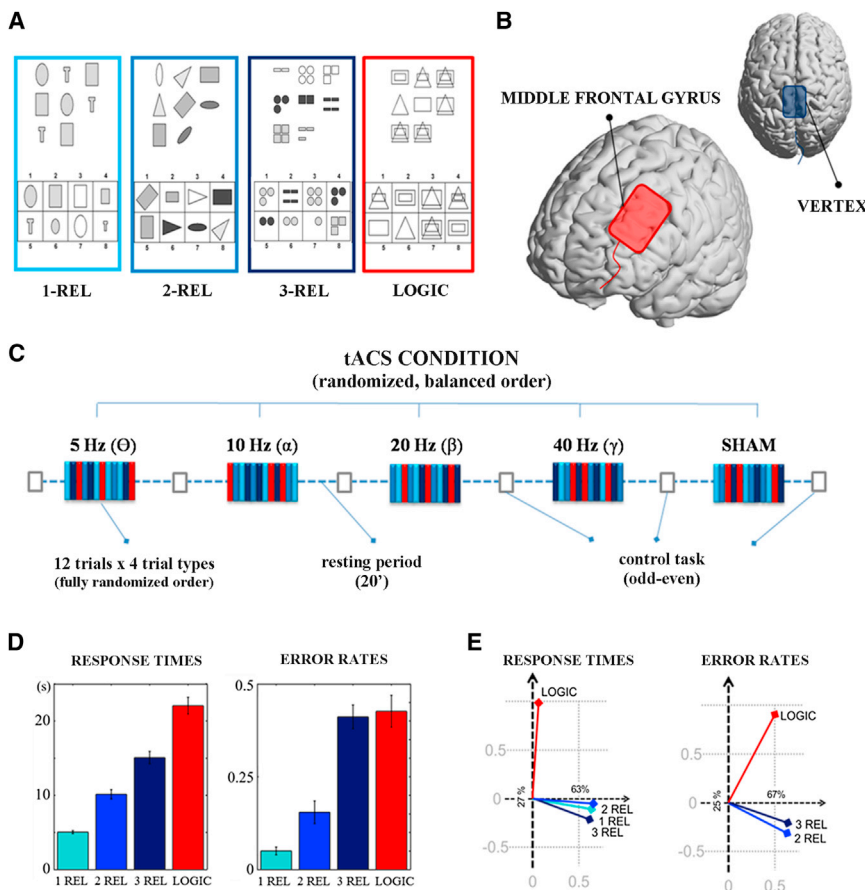 A
1 2 3 4
5 6 7 8
1-REL
1 2 3 4
5 6 7 8
2-REL
1 2 3 4
5 6 7 8
3-REL
1 2 3 4
5 6 7 8
LOGIC
B
MIDDLE FRONTAL GYRUS
VERTEX
C
tACS CONDITION
(randomized, balanced order)
5 Hz (Θ)
10 Hz (α)
20 Hz (β)
40 Hz (γ)
SHAM
12 trials x 4 trial types
(fully randomized order)
resting period
(20’)
control task
(odd-even)
D
RESPONSE TIMES
(s)
20
10
0
1 REL 2 REL 3 REL LOGIC
ERROR RATES
0.5
0.25
0
1 REL 2 REL 3 REL LOGIC
E
RESPONSE TIMES
LOGIC
0.5
0
-0.5
27 %
63%
2 REL
1 REL
3 REL
0 0.5
ERROR RATES
LOGIC
0.5
0
-0.5
25 %
67%
3 REL
2 REL
0 0.5